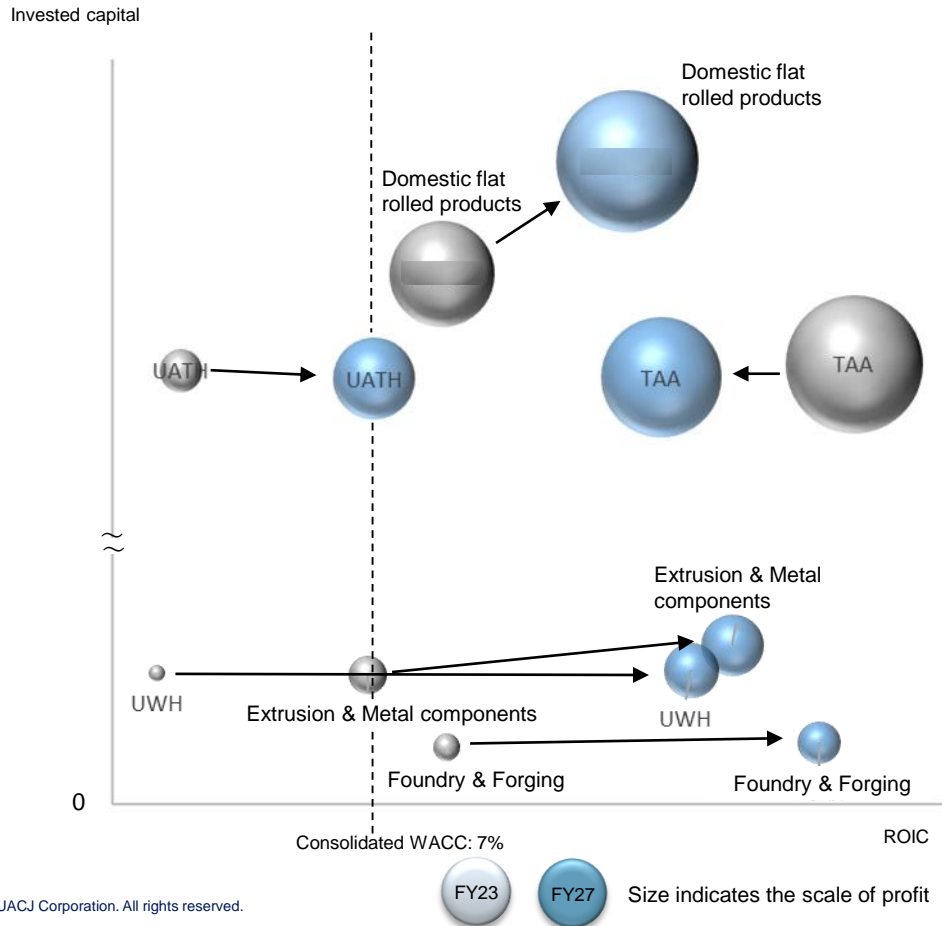 Invested capital
Domestic flat
rolled products
Domestic flat
rolled products
UATH
UATH
TAA
TAA
Extrusion & Metal
components
UWH
Extrusion & Metal components
UWH
Foundry & Forging
Foundry & Forging
0
Consolidated WACC: 7%
ROIC
FY23
FY27
Size indicates the scale of profit
UACJ Corporation. All rights reserved.